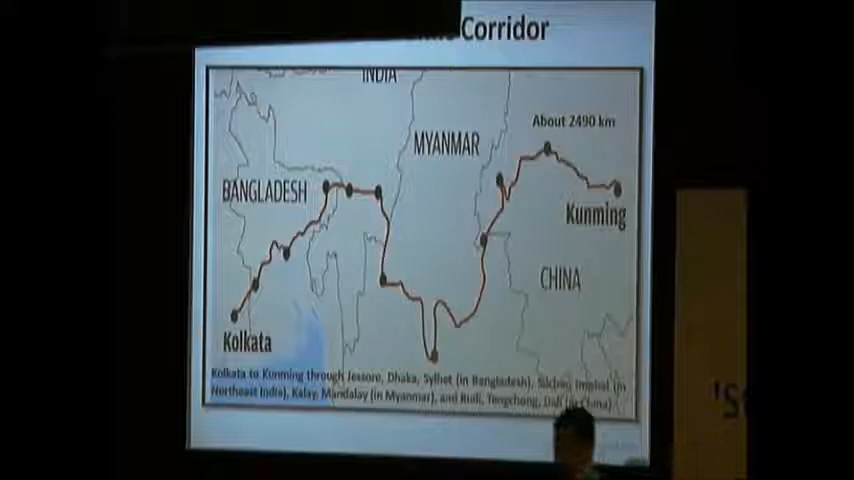 Corridor
INDIA
About 2490 km
MYANMAR
BANGLADESH
Kunming
CHINA
Kolkata
Kolkata to Kunming through Jessore, Dhaka, Sylhet (in Bangladesh), Silchar, Imphal (in
Northeast India), Kalay, Mandalay (in Myanmar), and Ruili, Tengchong, Dali (in China)